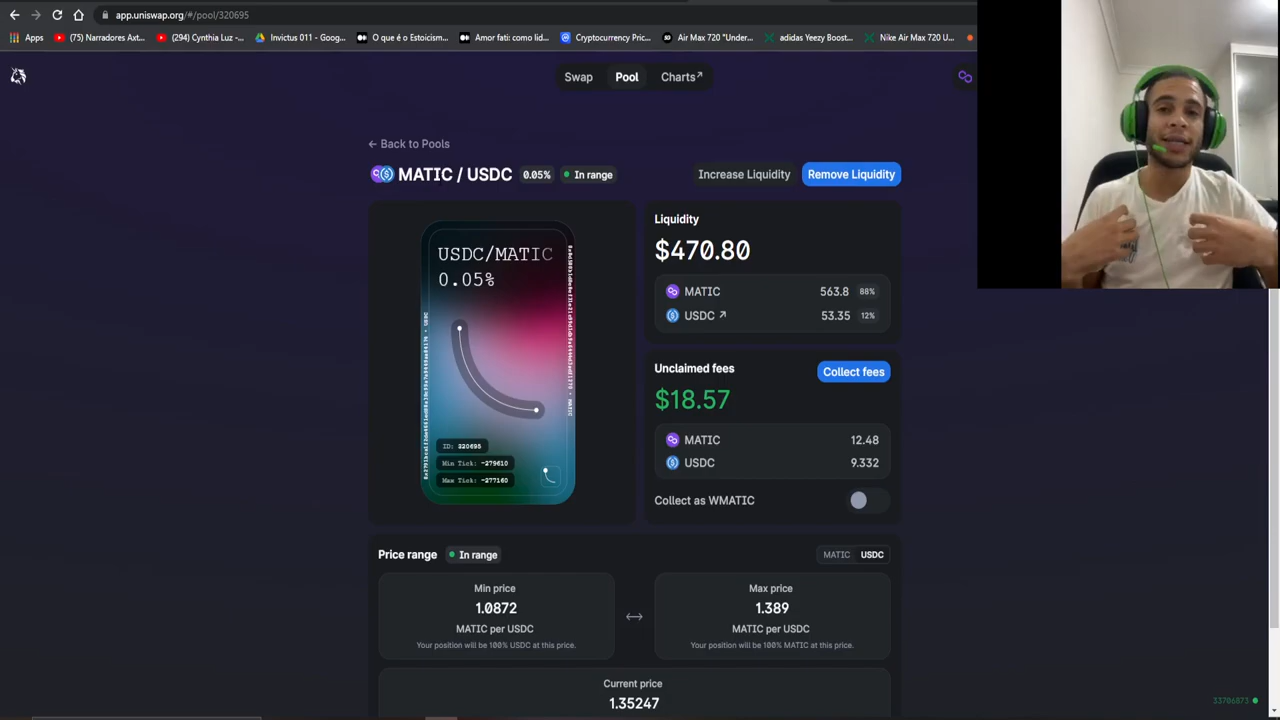 app.uniswap.org/#/pool/320695
Apps
(75) Narradores Axt...
(294) Cynthia Luz -...
Invictus 011 - Goog...
O que é o Estoicism...
Amor fati: como lid...
Cryptocurrency Pric...
Air Max 720 "Under...
adidas Yeezy Boost...
Nike Air Max 720 U...
Swap
Pool
Charts↗
← Back to Pools
MATIC / USDC 0.05% In range
Increase Liquidity
Remove Liquidity
USDC/MATIC
0.05%
ID: 320695
Min Tick: -279610
Max Tick: -277160
Liquidity
$470.80
MATIC 563.8 88%
USDC ↗ 53.35 12%
Unclaimed fees
Collect fees
$18.57
MATIC 12.48
USDC 9.332
Collect as WMATIC
Price range In range
MATIC USDC
Min price
1.0872
MATIC per USDC
Your position will be 100% USDC at this price.
Max price
1.389
MATIC per USDC
Your position will be 100% MATIC at this price.
Current price
1.35247
33706873